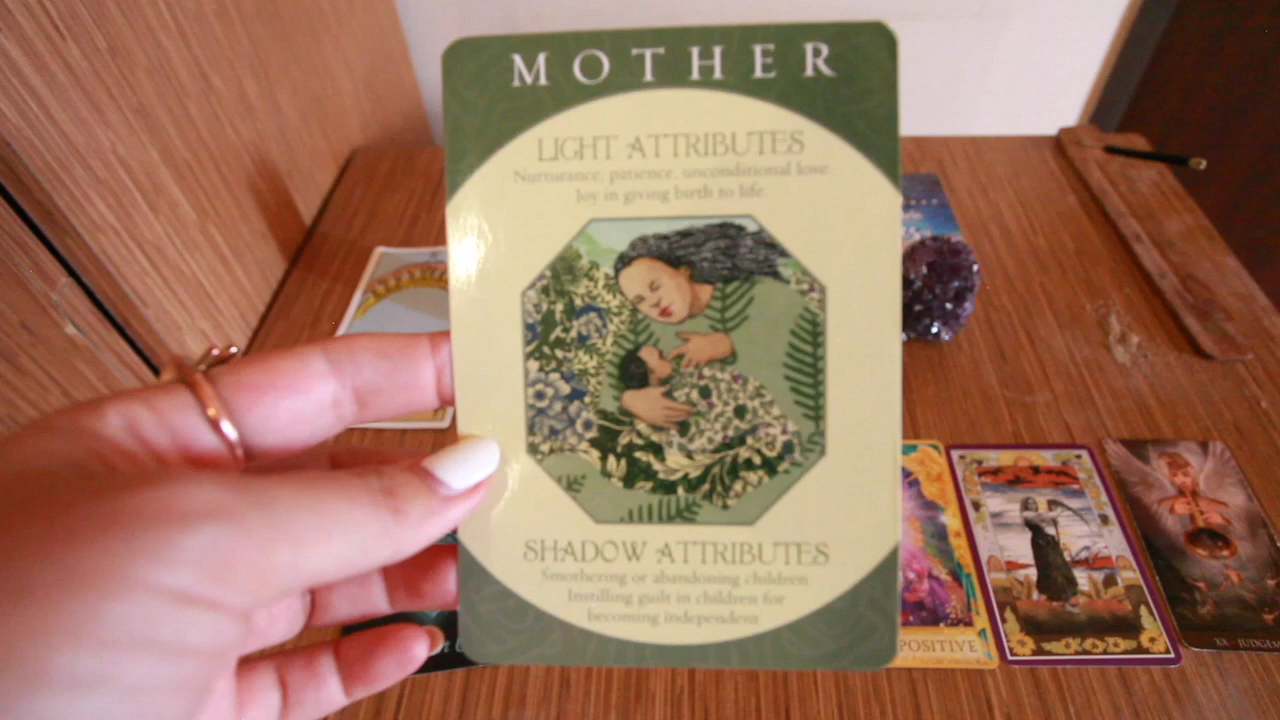 MOTHER
LIGHT ATTRIBUTES
Nurturance, patience, unconditional love.
Joy in giving birth to life
SHADOW ATTRIBUTES
Smothering or abandoning children
Instilling guilt in children for
becoming independent
POSITIVE
XX JUDGEM